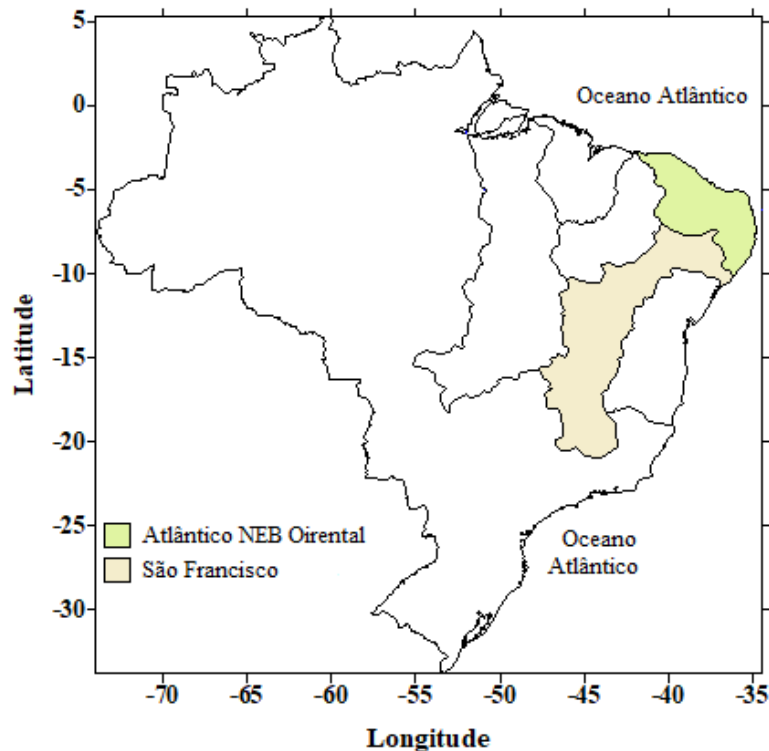 5
0
-5
-10
-15
-20
-25
-30
Latitude
Oceano Atlântico
Oceano
Atlântico
Atlântico NEB Oirental
São Francisco
-70 -65 -60 -55 -50 -45 -40 -35
Longitude